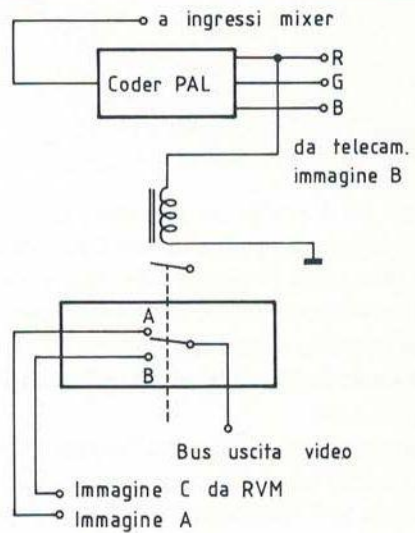 a ingressi mixer
Coder PAL
R
G
B
da telecam.
immagine B
A
B
Bus uscita video
Immagine C da RVM
Immagine A